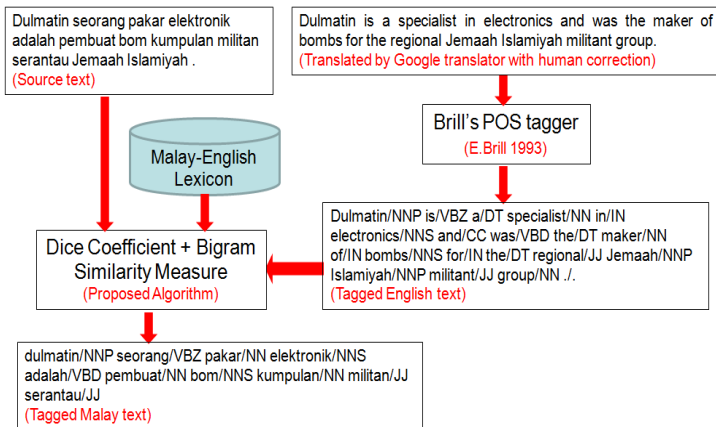 Dulmatin seorang pakar elektronik
adalah pembuat bom kumpulan militan
serantau Jemaah Islamiyah .
(Source text)
Dulmatin is a specialist in electronics and was the maker of
bombs for the regional Jemaah Islamiyah militant group.
(Translated by Google translator with human correction)
Brill's POS tagger
(E.Brill 1993)
Malay-English
Lexicon
Dulmatin/NNP is/VBZ a/DT specialist/NN in/IN
electronics/NNS and/CC was/VBD the/DT maker/NN
of/IN bombs/NNS for/IN the/DT regional/JJ Jemaah/NNP
Islamiyah/NNP militant/JJ group/NN ./.
(Tagged English text)
Dice Coefficient + Bigram
Similarity Measure
(Proposed Algorithm)
dulmatin/NNP seorang/VBZ pakar/NN elektronik/NNS
adalah/VBD pembuat/NN bom/NNS kumpulan/NN militan/JJ
serantau/JJ
(Tagged Malay text)